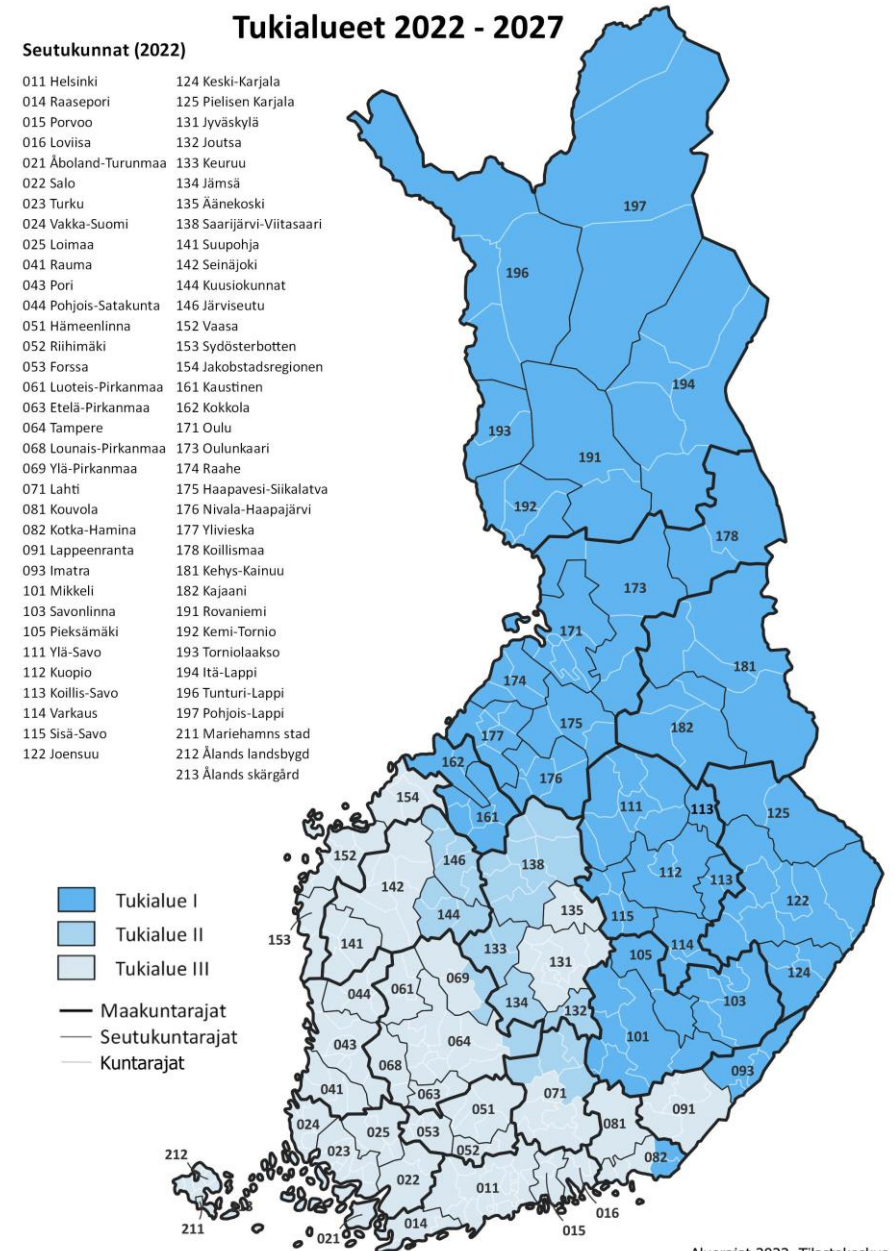 Tukialueet 2022 - 2027
Seutukunnat (2022)
011 Helsinki
014 Raasepori
015 Porvoo
016 Loviisa
021 Åboland-Turunmaa
022 Salo
023 Turku
024 Vakka-Suomi
025 Loimaa
041 Rauma
043 Pori
044 Pohjois-Satakunta
051 Hämeenlinna
052 Riihimäki
053 Forssa
061 Luoteis-Pirkanmaa
063 Etelä-Pirkanmaa
064 Tampere
068 Lounais-Pirkanmaa
069 Ylä-Pirkanmaa
071 Lahti
081 Kouvola
082 Kotka-Hamina
091 Lappeenranta
093 Imatra
101 Mikkeli
103 Savonlinna
105 Pieksämäki
111 Ylä-Savo
112 Kuopio
113 Koillis-Savo
114 Varkaus
115 Sisä-Savo
122 Joensuu
124 Keski-Karjala
125 Pielisen Karjala
131 Jyväskylä
132 Joutsa
133 Keuruu
134 Jämsä
135 Äänekoski
138 Saarijärvi-Viitasaari
141 Suupohja
142 Seinäjoki
144 Kuusiokunnat
146 Järviseutu
152 Vaasa
153 Sydösterbotten
154 Jakobstadsregionen
161 Kaustinen
162 Kokkola
171 Oulu
173 Oulunkaari
174 Raahe
175 Haapavesi-Siikalatva
176 Nivala-Haapajärvi
177 Ylivieska
178 Koillismaa
181 Kehys-Kainuu
182 Kajaani
191 Rovaniemi
192 Kemi-Tornio
193 Torniolaakso
194 Itä-Lappi
196 Tunturi-Lappi
197 Pohjois-Lappi
211 Mariehamns stad
212 Ålands landsbygd
213 Ålands skärgård
Tukialue I
Tukialue II
Tukialue III
Maakuntarajat
Seutukuntarajat
Kuntarajat
197
196
194
193
191
192
178
173
171
181
174
175
182
177
162
176
154
161
111
113
125
152
146
138
142
112
113
122
144
135
115
153
141
133
131
105
114
124
069
061
044
134
132
103
101
043
064
068
093
041
063
071
051
091
081
024
025
053
023
052
082
212
022
011
211
021
014
015
016